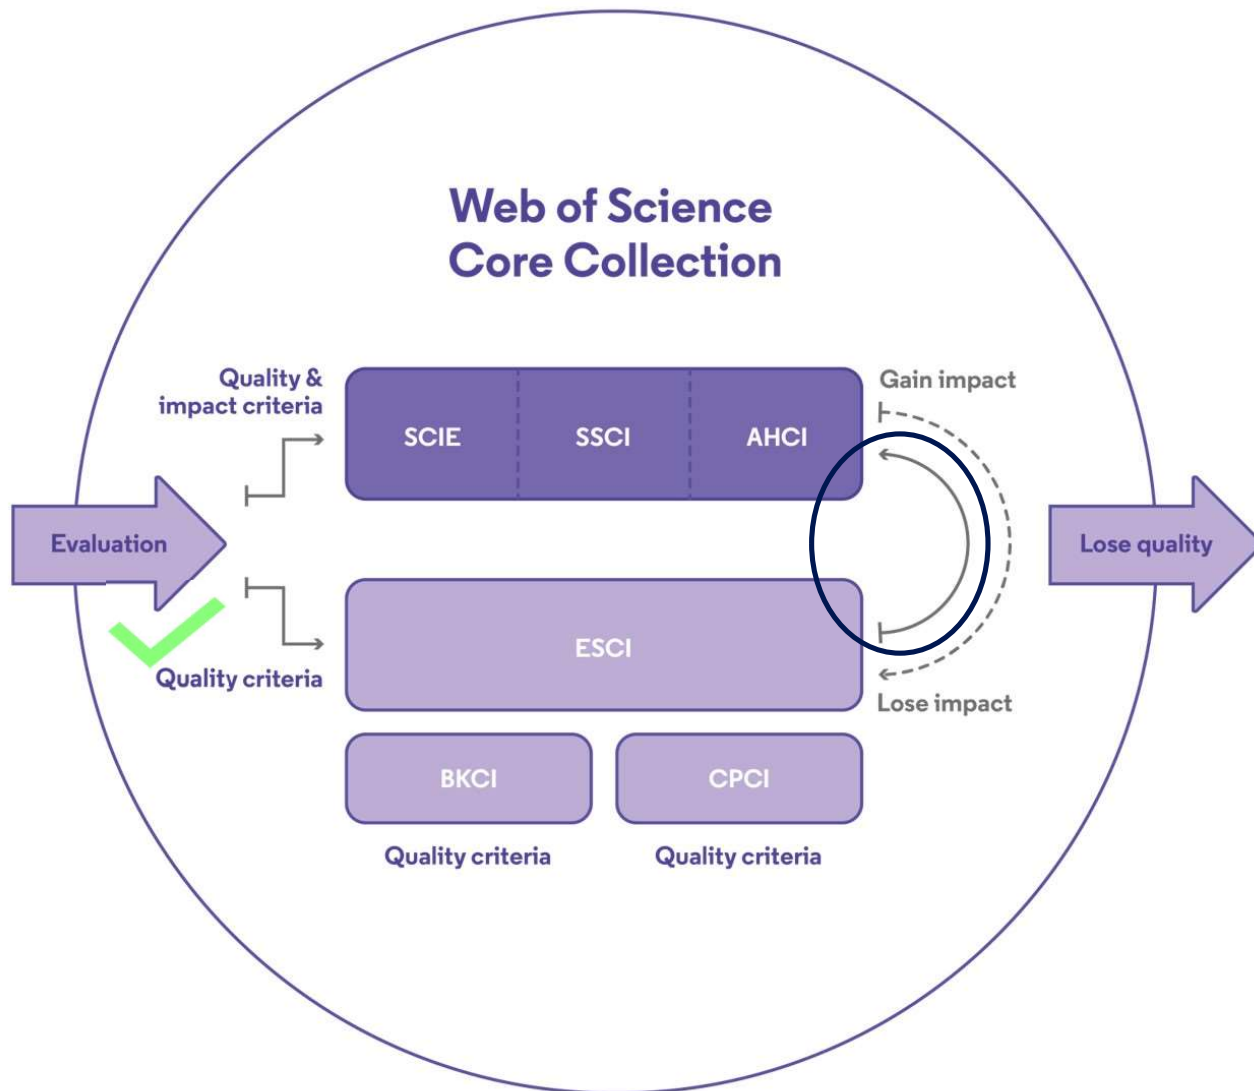 Web of Science
Core Collection
Quality &
impact criteria
SCIE
SSCI
AHCI
Gain impact
Evaluation
Lose quality
ESCI
Quality criteria
Lose impact
BKCI
CPCI
Quality criteria
Quality criteria